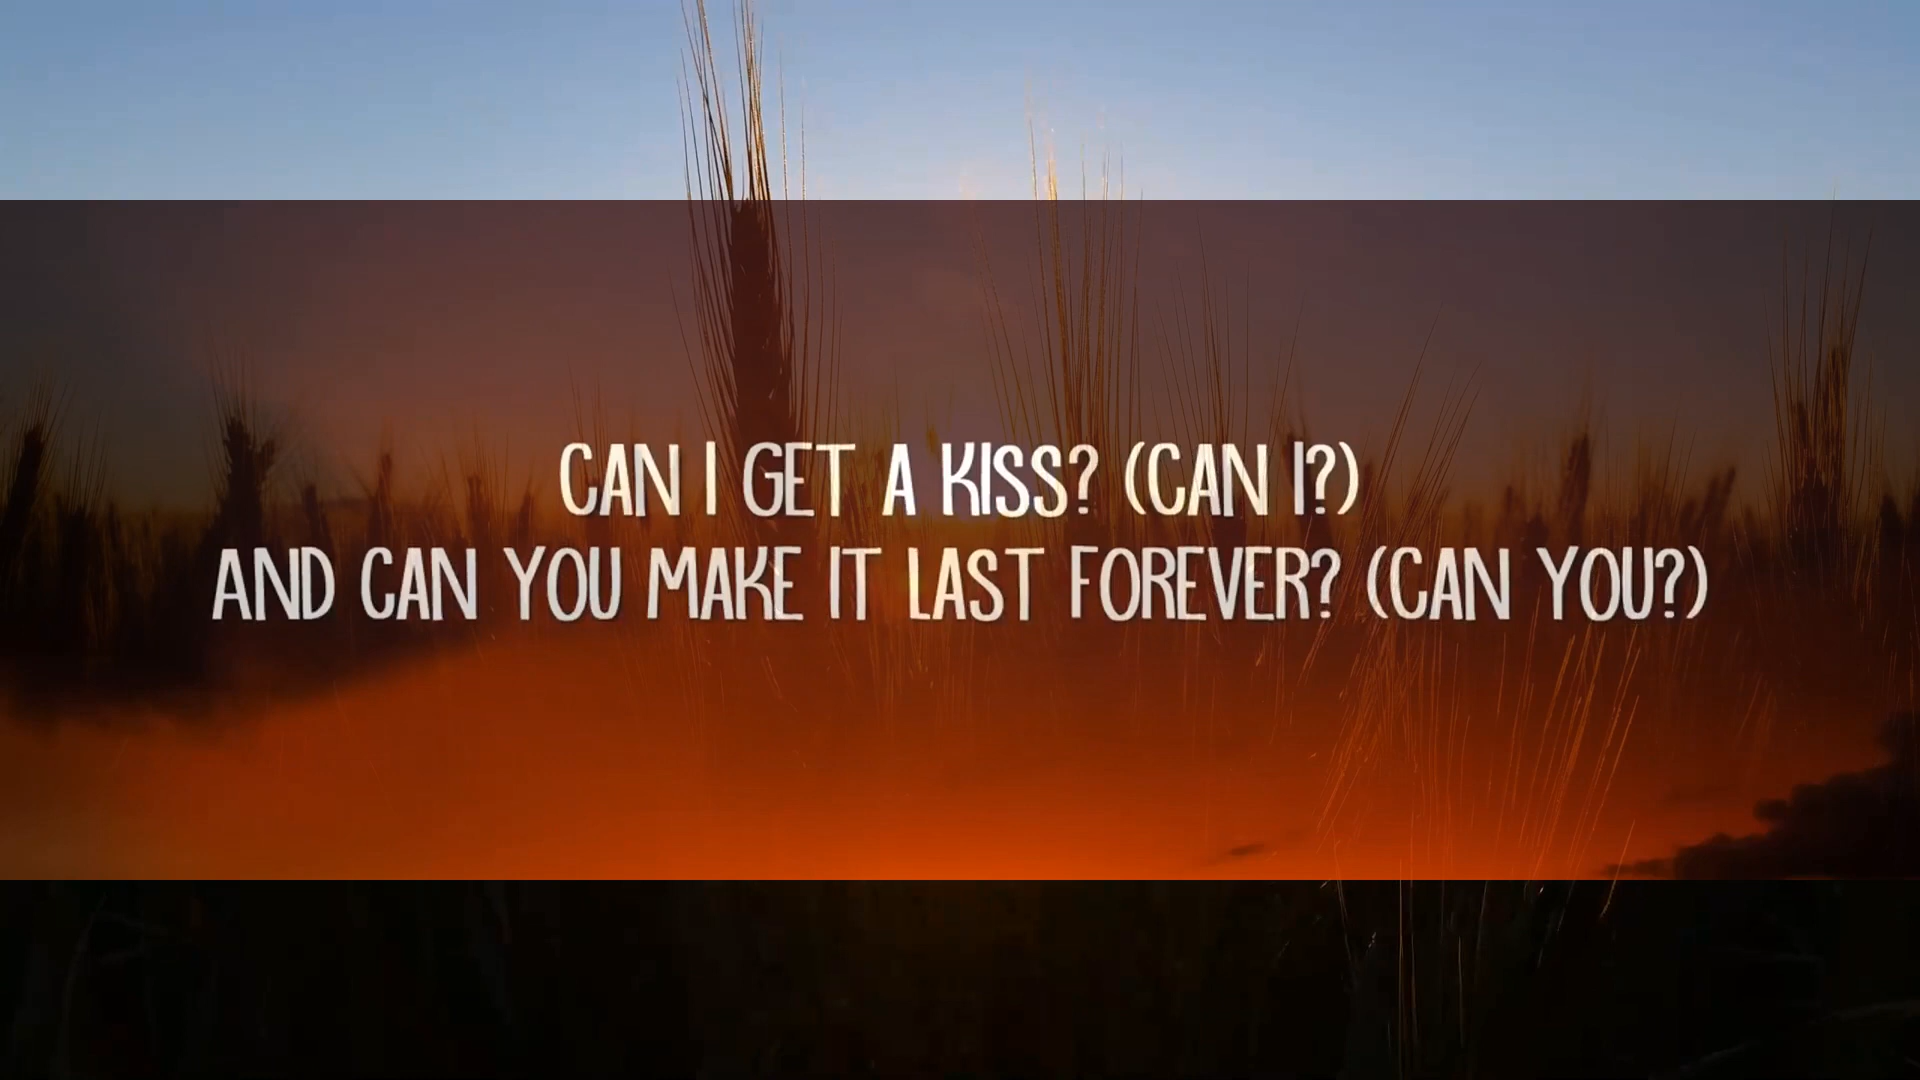 CAN I GET A KISS? (CAN I?)
AND CAN YOU MAKE IT LAST FOREVER? (CAN YOU?)